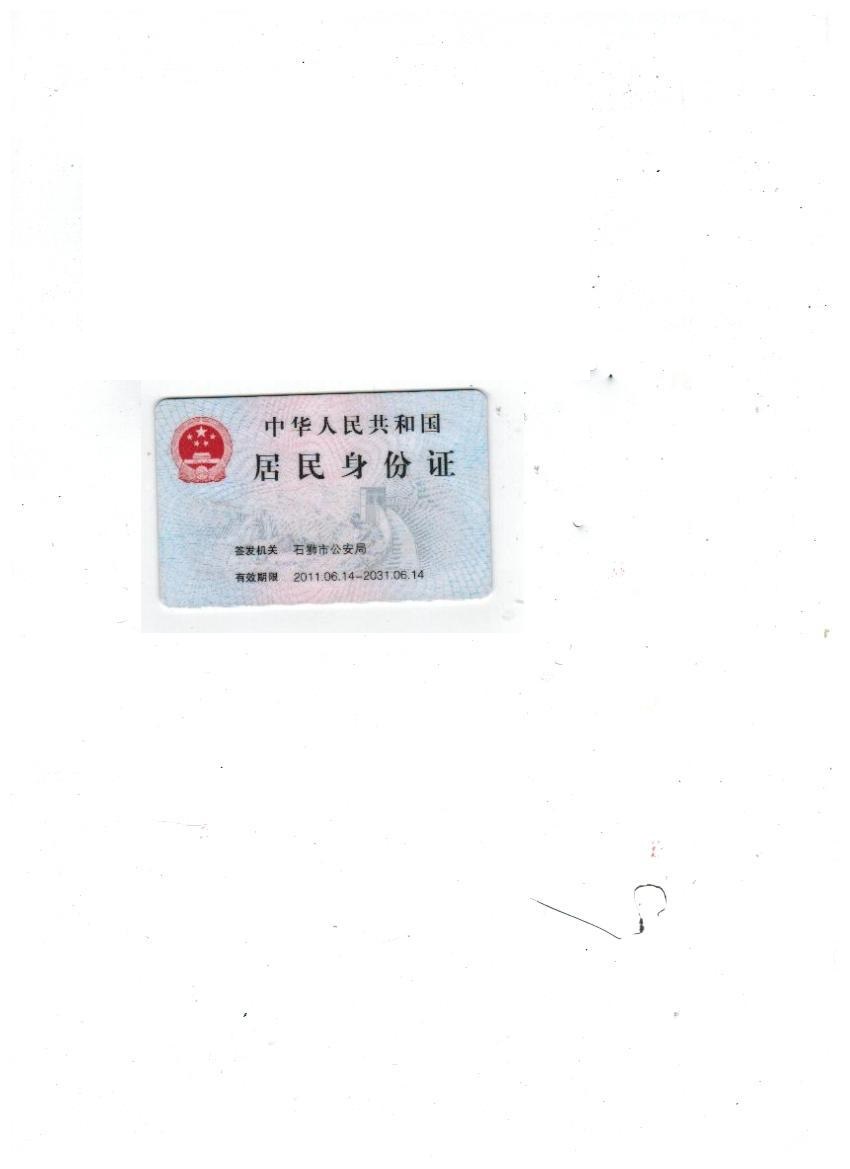 中华人民共和国
居民身份证
签发机关 石狮市公安局
有效期限 2011.06.14-2031.06.14